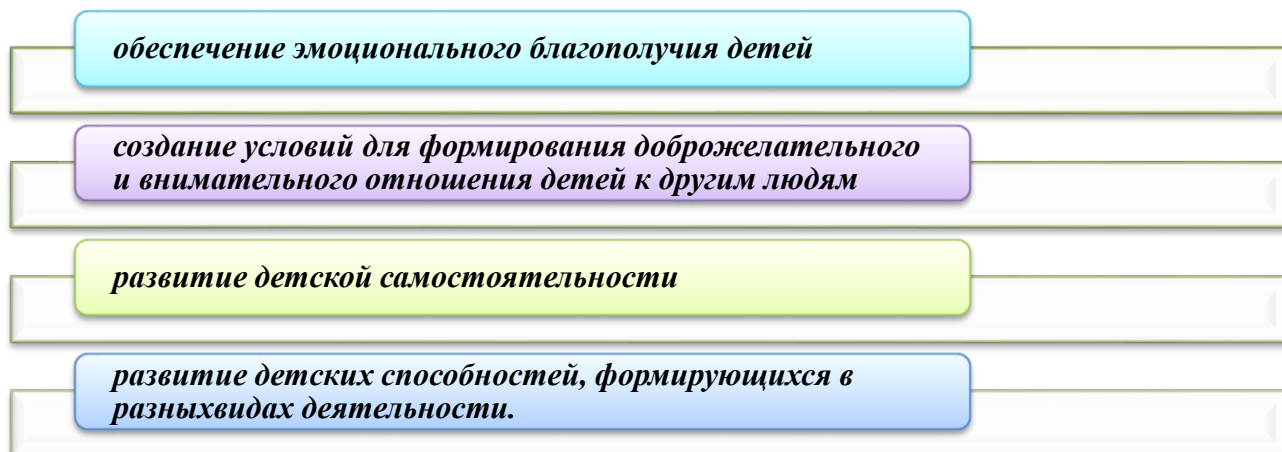 обеспечение эмоционального благополучия детей
создание условий для формирования доброжелательного
и внимательного отношения детей к другим людям
развитие детской самостоятельности
развитие детских способностей, формирующихся в
разныхвидах деятельности.